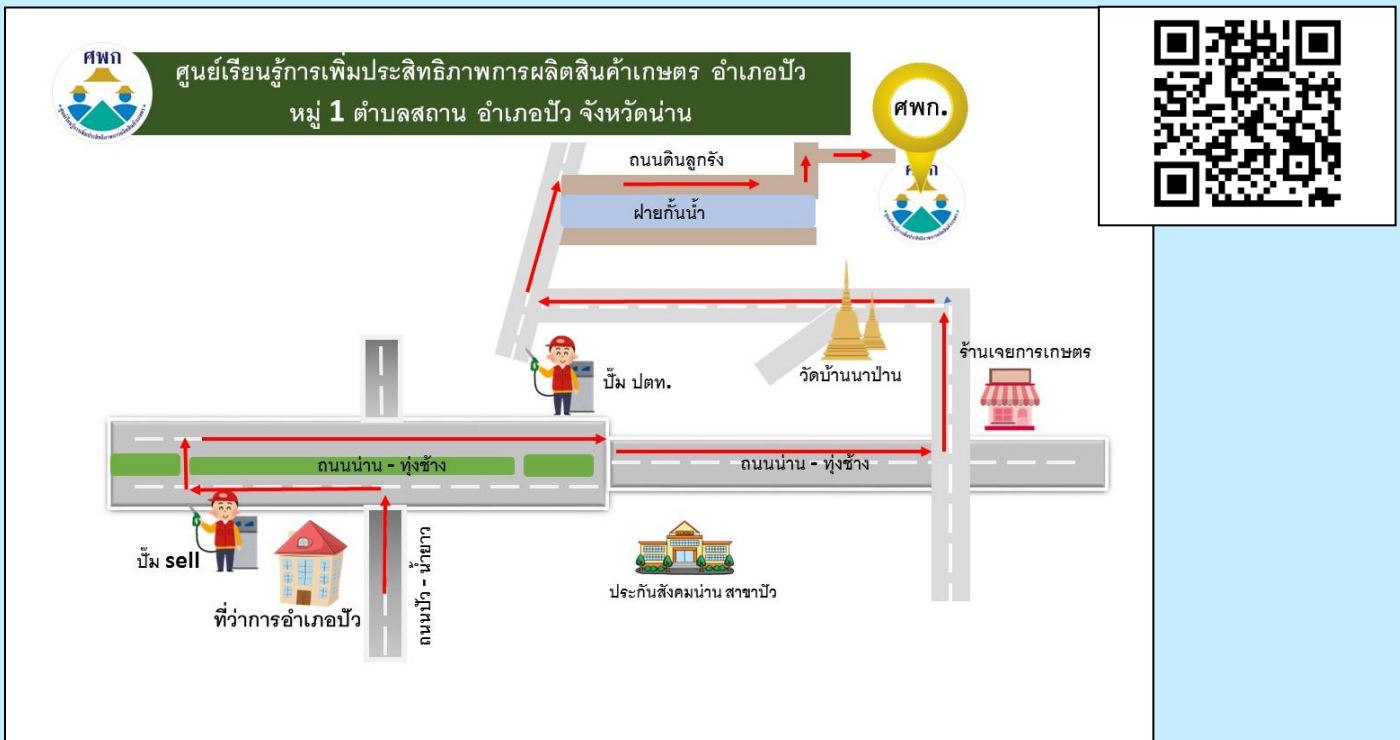 ศพก
ศูนย์เรียนรู้การเพิ่มประสิทธิภาพการผลิตสินค้าเกษตร อำเภอปัว
หมู่ 1 ตำบลสถาน อำเภอปัว จังหวัดน่าน
ศพก.
ถนนดินลูกรัง
ฝายกั้นน้ำ
ร้านเจยการเกษตร
วัดบ้านนาป่าน
ปั๊ม ปตท.
ถนนน่าน - ทุ่งช้าง
ถนนน่าน - ทุ่งช้าง
ปั๊ม sell
ที่ว่าการอำเภอปัว
ถนนปัว - น้ำยาว
ประกันสังคมน่าน สาขาปัว